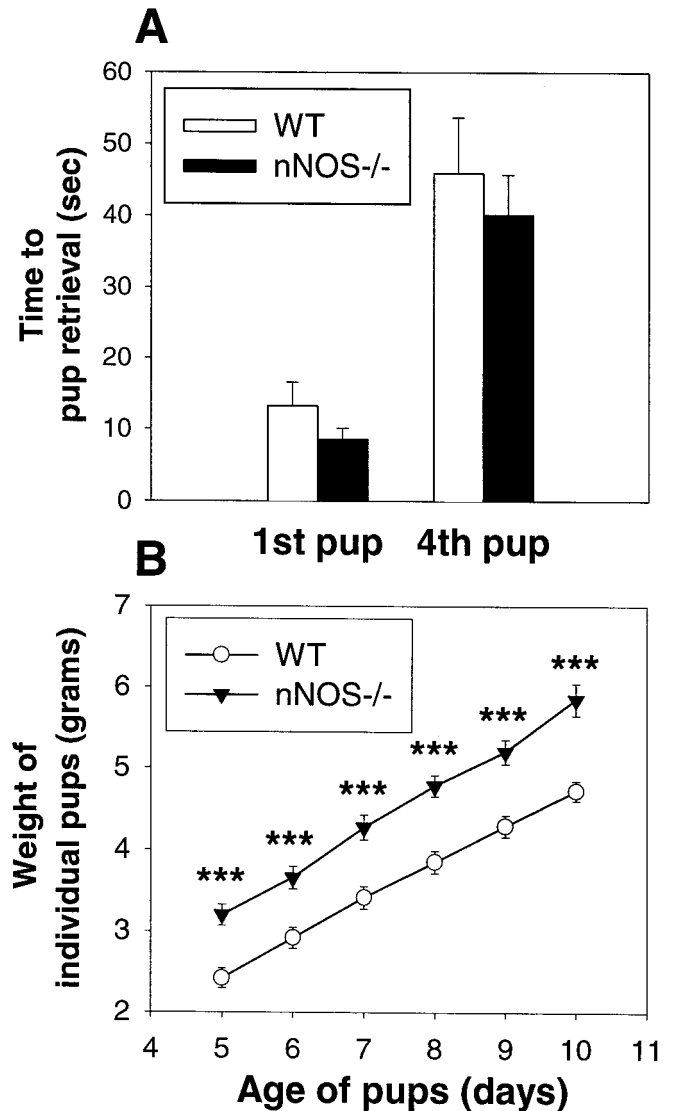 A
60
50
40
30
20
10
0
Time to
pup retrieval (sec)
WT
nNOS-/-
1st pup 4th pup
B
7
6
5
4
3
2
Weight of
individual pups (grams)
WT
nNOS-/-
*** *** *** *** *** ***
4 5 6 7 8 9 10 11
Age of pups (days)